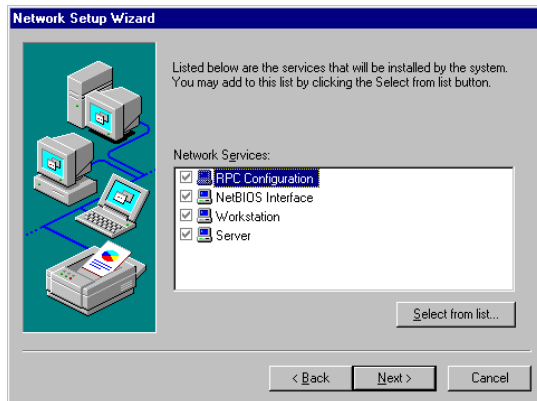 Network Setup Wizard
Listed below are the services that will be installed by the system.
You may add to this list by clicking the Select from list button.
Network Services:
RPC Configuration
NetBIOS Interface
Workstation
Server
Select from list...
< Back
Next >
Cancel